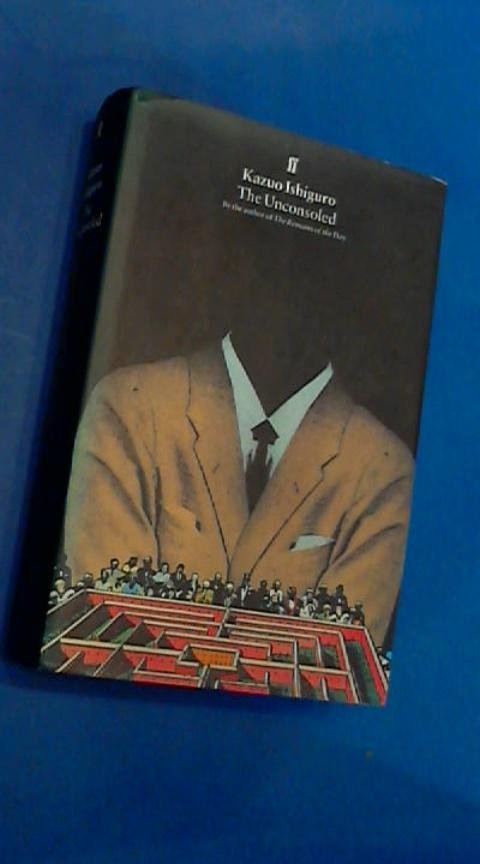 ff
Kazuo Ishiguro
The Unconsoled
By the author of The Remains of the Day